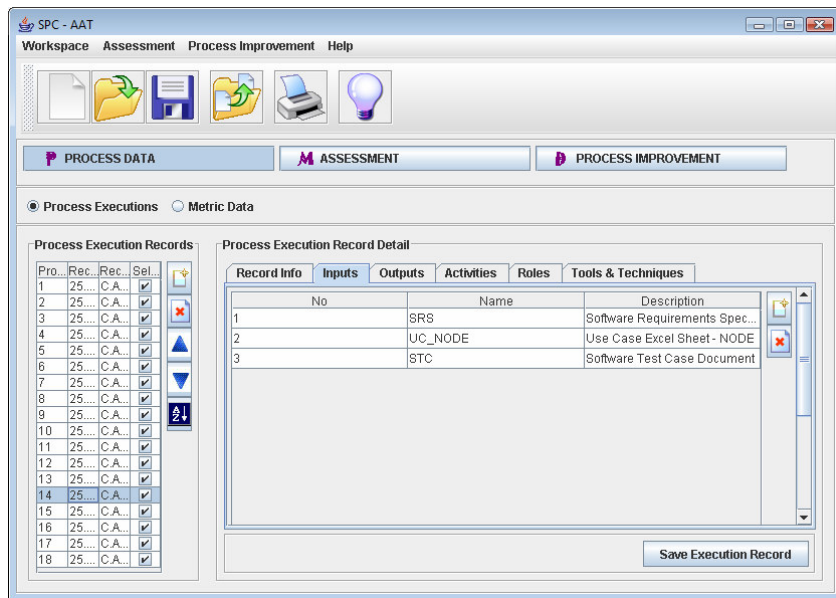 SPC - AAT
Workspace Assessment Process Improvement Help
P PROCESS DATA
M ASSESSMENT
PROCESS IMPROVEMENT
Process Executions Metric Data
Process Execution Records
Pro... Rec... Rec... Sel...
1 25.... C.A...
2 25.... C.A...
3 25.... C.A...
4 25.... C.A...
5 25.... C.A...
6 25.... C.A...
7 25.... C.A...
8 25.... C.A...
9 25.... C.A...
10 25.... C.A...
11 25.... C.A...
12 25.... C.A...
13 25.... C.A...
14 25.... C.A...
15 25.... C.A...
16 25.... C.A...
17 25.... C.A...
18 25.... C.A...
A
Z
Process Execution Record Detail
Record Info Inputs Outputs Activities Roles Tools & Techniques
No Name Description
1 SRS Software Requirements Spec...
2 UC_NODE Use Case Excel Sheet - NODE
3 STC Software Test Case Document
Save Execution Record